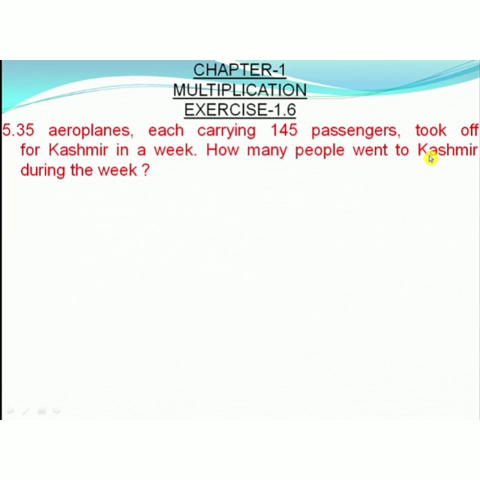 CHAPTER-1
MULTIPLICATION
EXERCISE-1.6
5.35 aeroplanes, each carrying 145 passengers, took off
for Kashmir in a week. How many people went to Kashmir
during the week ?